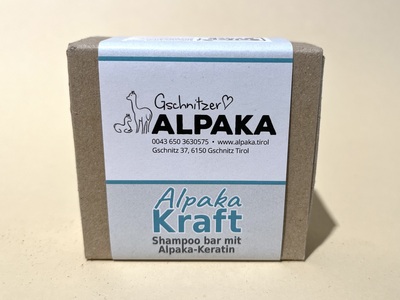 Gschnitzer
ALPAKA
0043 650 3630575 • www.alpaka.tirol
Gschnitz 37, 6150 Gschnitz Tirol
Alpaka
Kraft
Shampoo bar mit
Alpaka-Keratin